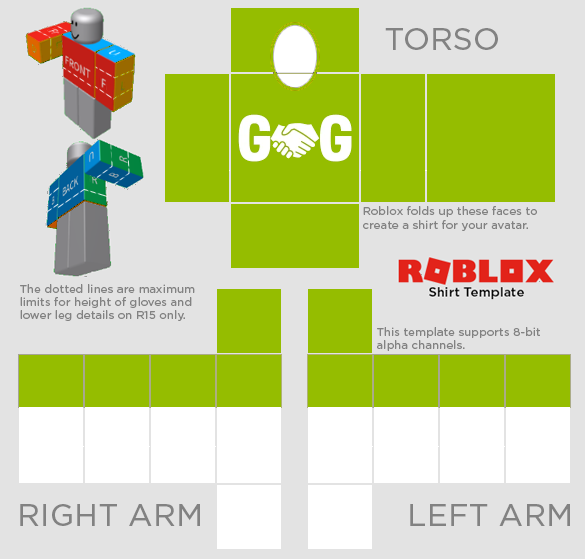 TORSO
FRONT
F
R
U
G G
BACK
U
R
B
R
Roblox folds up these faces to
create a shirt for your avatar.
ROBLOX
Shirt Template
The dotted lines are maximum
limits for height of gloves and
lower leg details on R15 only.
This template supports 8-bit
alpha channels.
RIGHT ARM
LEFT ARM